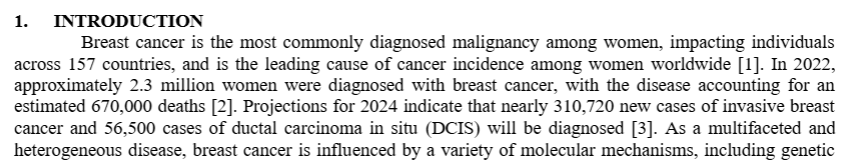 1. INTRODUCTION
Breast cancer is the most commonly diagnosed malignancy among women, impacting individuals
across 157 countries, and is the leading cause of cancer incidence among women worldwide [1]. In 2022,
approximately 2.3 million women were diagnosed with breast cancer, with the disease accounting for an
estimated 670,000 deaths [2]. Projections for 2024 indicate that nearly 310,720 new cases of invasive breast
cancer and 56,500 cases of ductal carcinoma in situ (DCIS) will be diagnosed [3]. As a multifaceted and
heterogeneous disease, breast cancer is influenced by a variety of molecular mechanisms, including genetic